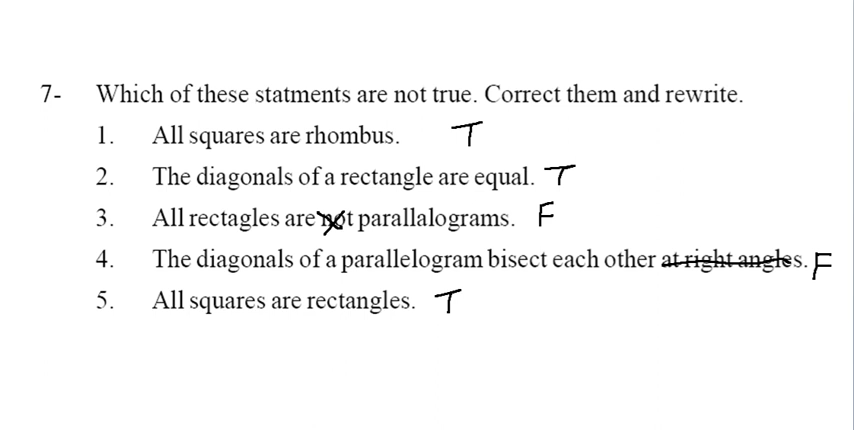 7- Which of these statments are not true. Correct them and rewrite.
1. All squares are rhombus. T
2. The diagonals of a rectangle are equal. T
3. All rectagles are not parallalograms. F
4. The diagonals of a parallelogram bisect each other at right angles. F
5. All squares are rectangles. T